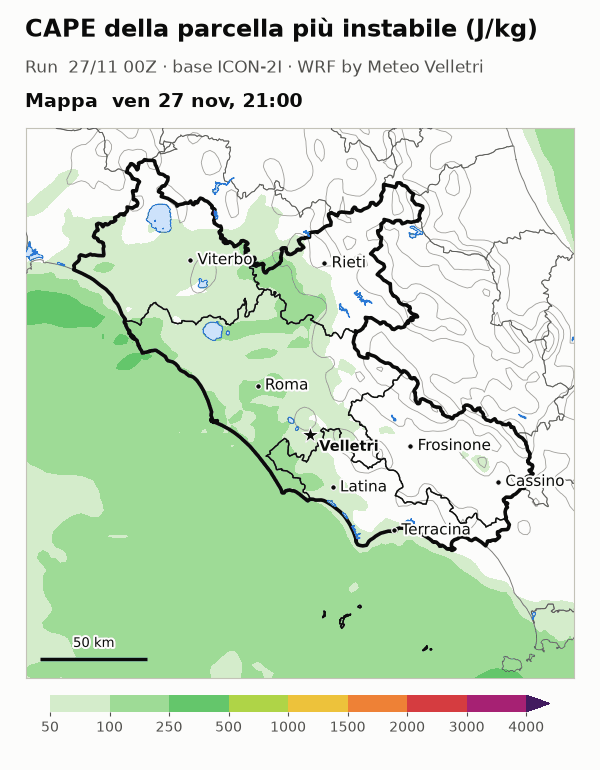 CAPE della parcella più instabile (J/kg)
Run 27/11 00Z · base ICON-2I · WRF by Meteo Velletri
Mappa ven 27 nov, 21:00
Viterbo
Rieti
Roma
Velletri
Frosinone
Cassino
Latina
Terracina
50 km
50 100 250 500 1000 1500 2000 3000 4000